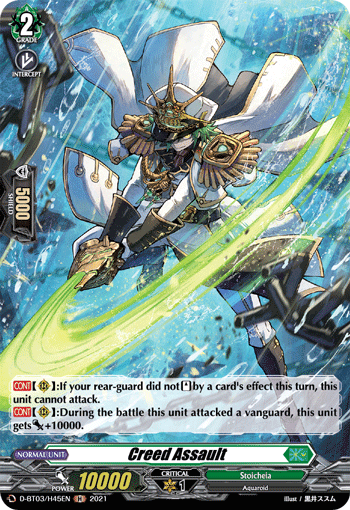 2
GRADE
INTERCEPT
5000
SHIELD
CONT【 】:If your rear-guard did not [ ] by a card's effect this turn, this
unit cannot attack.
CONT【 】:During the battle this unit attacked a vanguard, this unit
gets +10000.
NORMAL UNIT
Creed Assault
POWER 10000
CRITICAL
1
Stoicheia
Aquaroid
D-BT03/H45EN H 2021
Illust / 黒井ススム